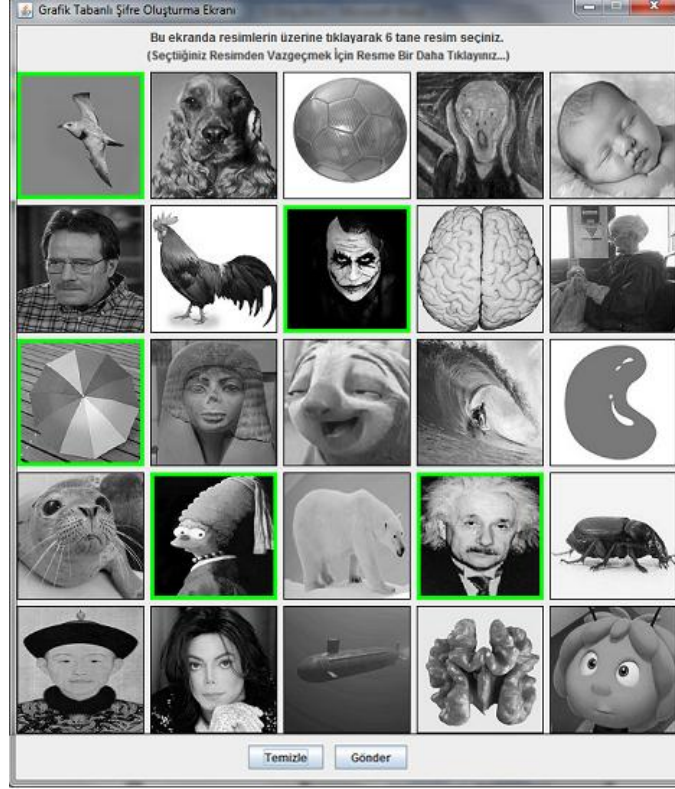 Grafik Tabanlı Şifre Oluşturma Ekranı
Bu ekranda resimlerin üzerine tıklayarak 6 tane resim seçiniz.
(Seçtiiğiniz Resimden Vazgeçmek İçin Resme Bir Daha Tıklayınız...)
Temizle
Gönder